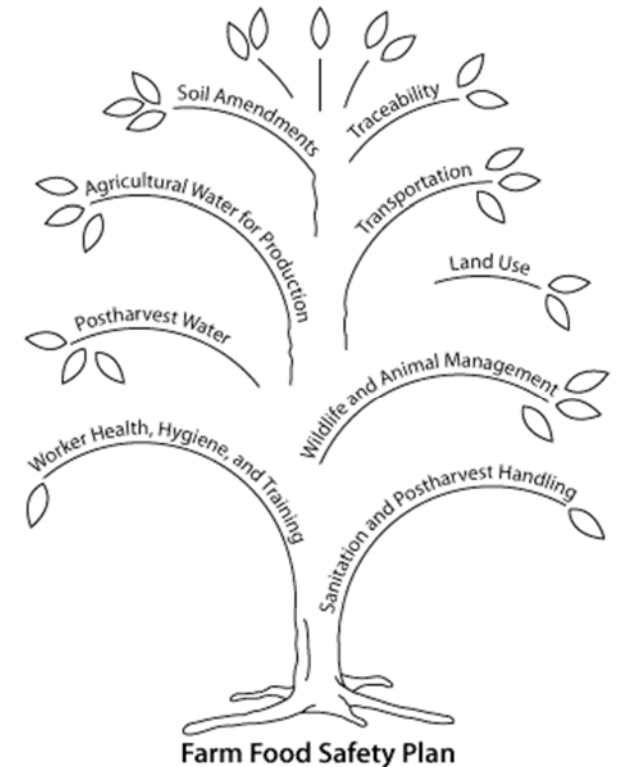 Soil Amendments
Traceability
Agricultural Water for Production
Transportation
Land Use
Postharvest Water
Wildlife and Animal Management
Worker Health, Hygiene, and Training
Sanitation and Postharvest Handling
Farm Food Safety Plan